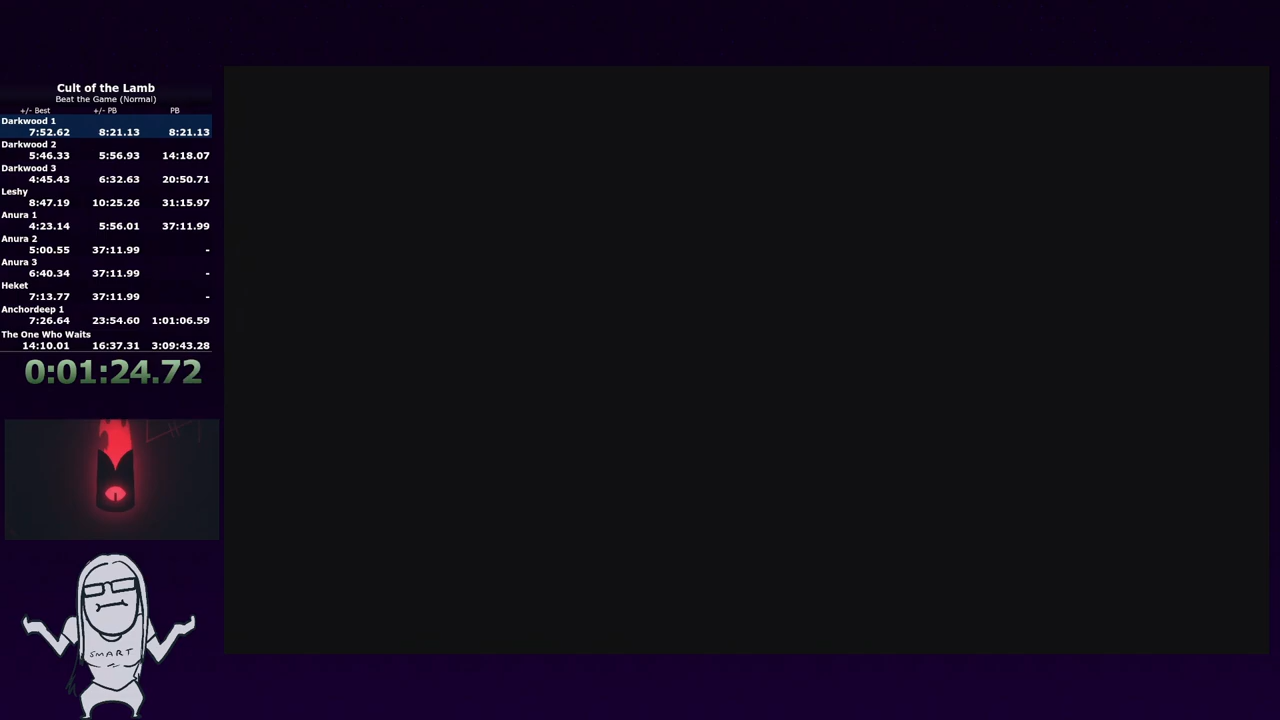 Cult of the Lamb
Beat the Game (Normal)
+/- Best +/- PB PB
Darkwood 1
7:52.62 8:21.13 8:21.13
Darkwood 2
5:46.33 5:56.93 14:18.07
Darkwood 3
4:45.43 6:32.63 20:50.71
Leshy
8:47.19 10:25.26 31:15.97
Anura 1
4:23.14 5:56.01 37:11.99
Anura 2
5:00.55 37:11.99 -
Anura 3
6:40.34 37:11.99 -
Heket
7:13.77 37:11.99 -
Anchordeep 1
7:26.64 23:54.60 1:01:06.59
The One Who Waits
14:10.01 16:37.31 3:09:43.28
0:01:24.72
SMART